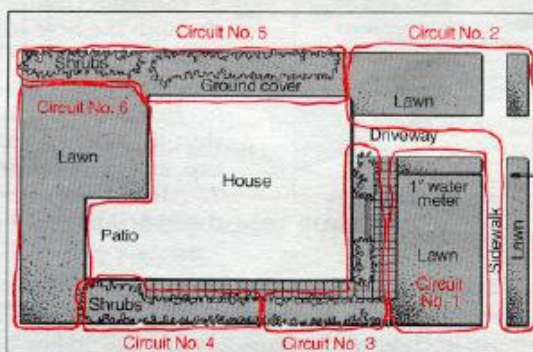 Circuit No. 5
Circuit No. 2
Shrubs
Ground cover
Lawn
Circuit No. 6
Driveway
Lawn
House
1" water
meter
Patio
Sidewalk
Lawn
Lawn
Circuit
No. 1
Shrubs
Circuit No. 4
Circuit No. 3